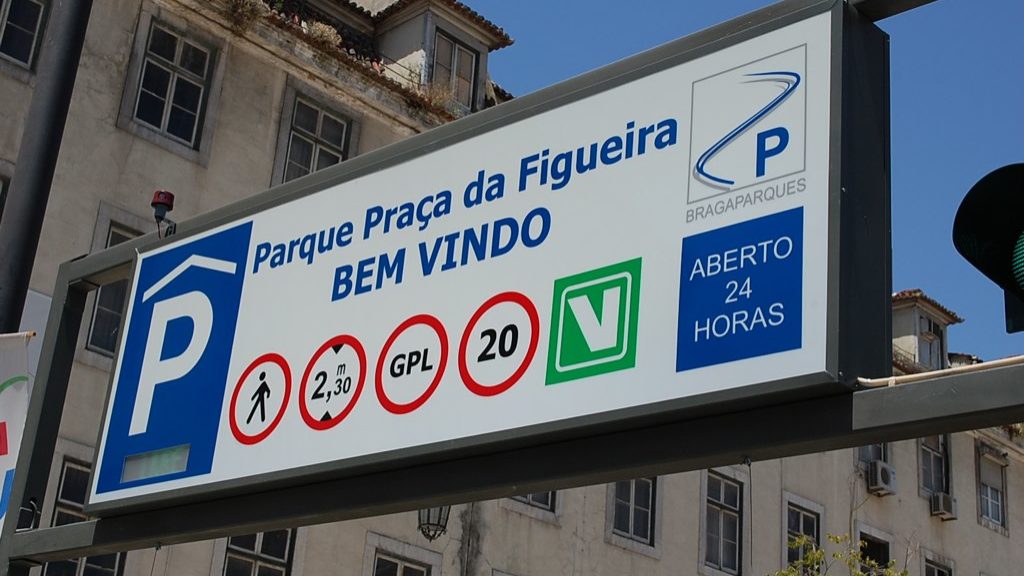 P
Parque Praça da Figueira
BEM VINDO
2,30
m
GPL
20
V
P
BRAGAPARQUES
ABERTO
24
HORAS